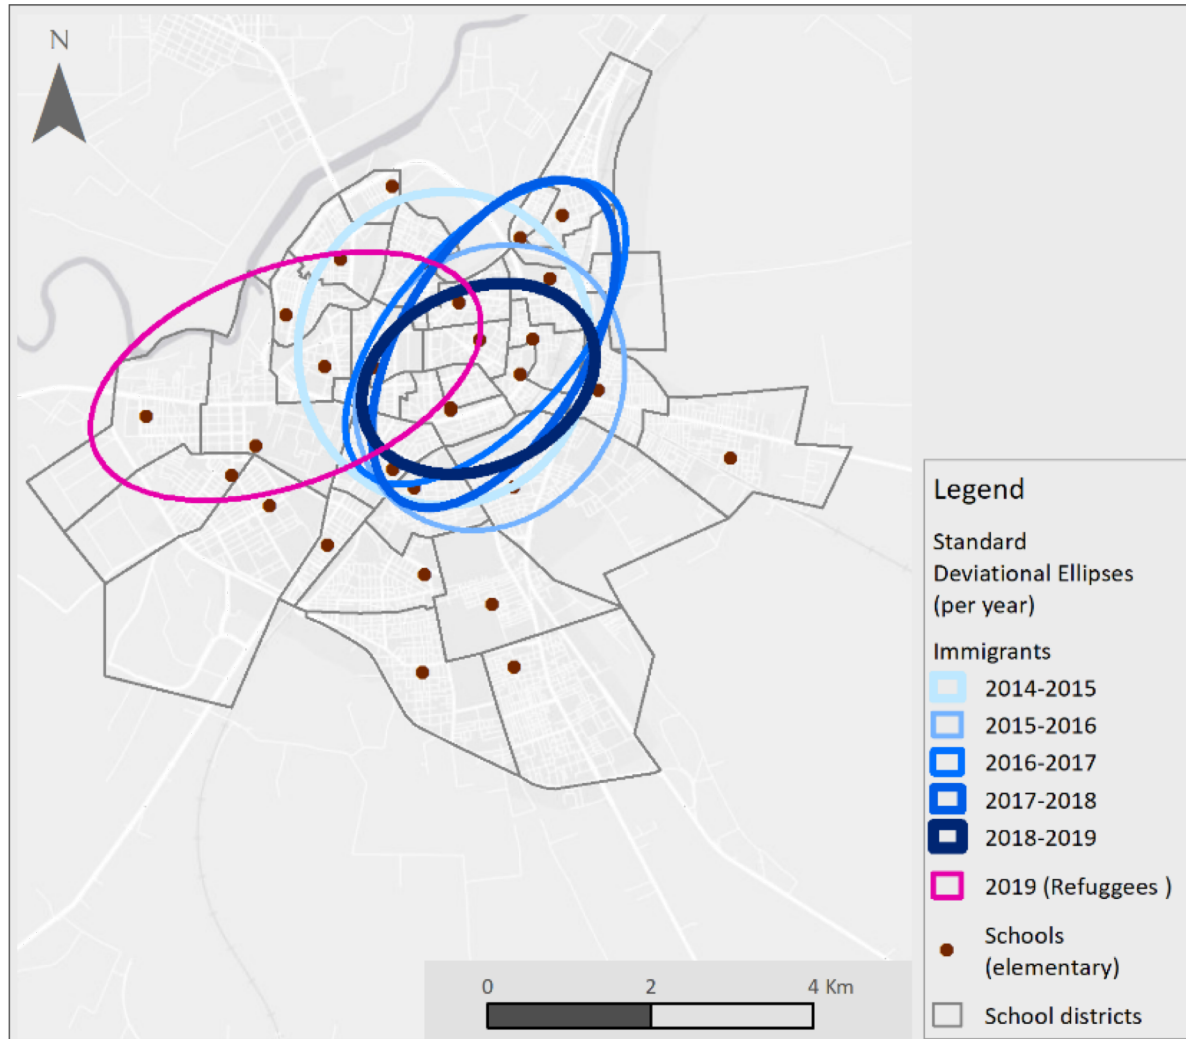 N
Legend
Standard
Deviational Ellipses
(per year)
Immigrants
2014-2015
2015-2016
2016-2017
2017-2018
2018-2019
2019 (Refuggees )
Schools
(elementary)
School districts
0 2 4 Km